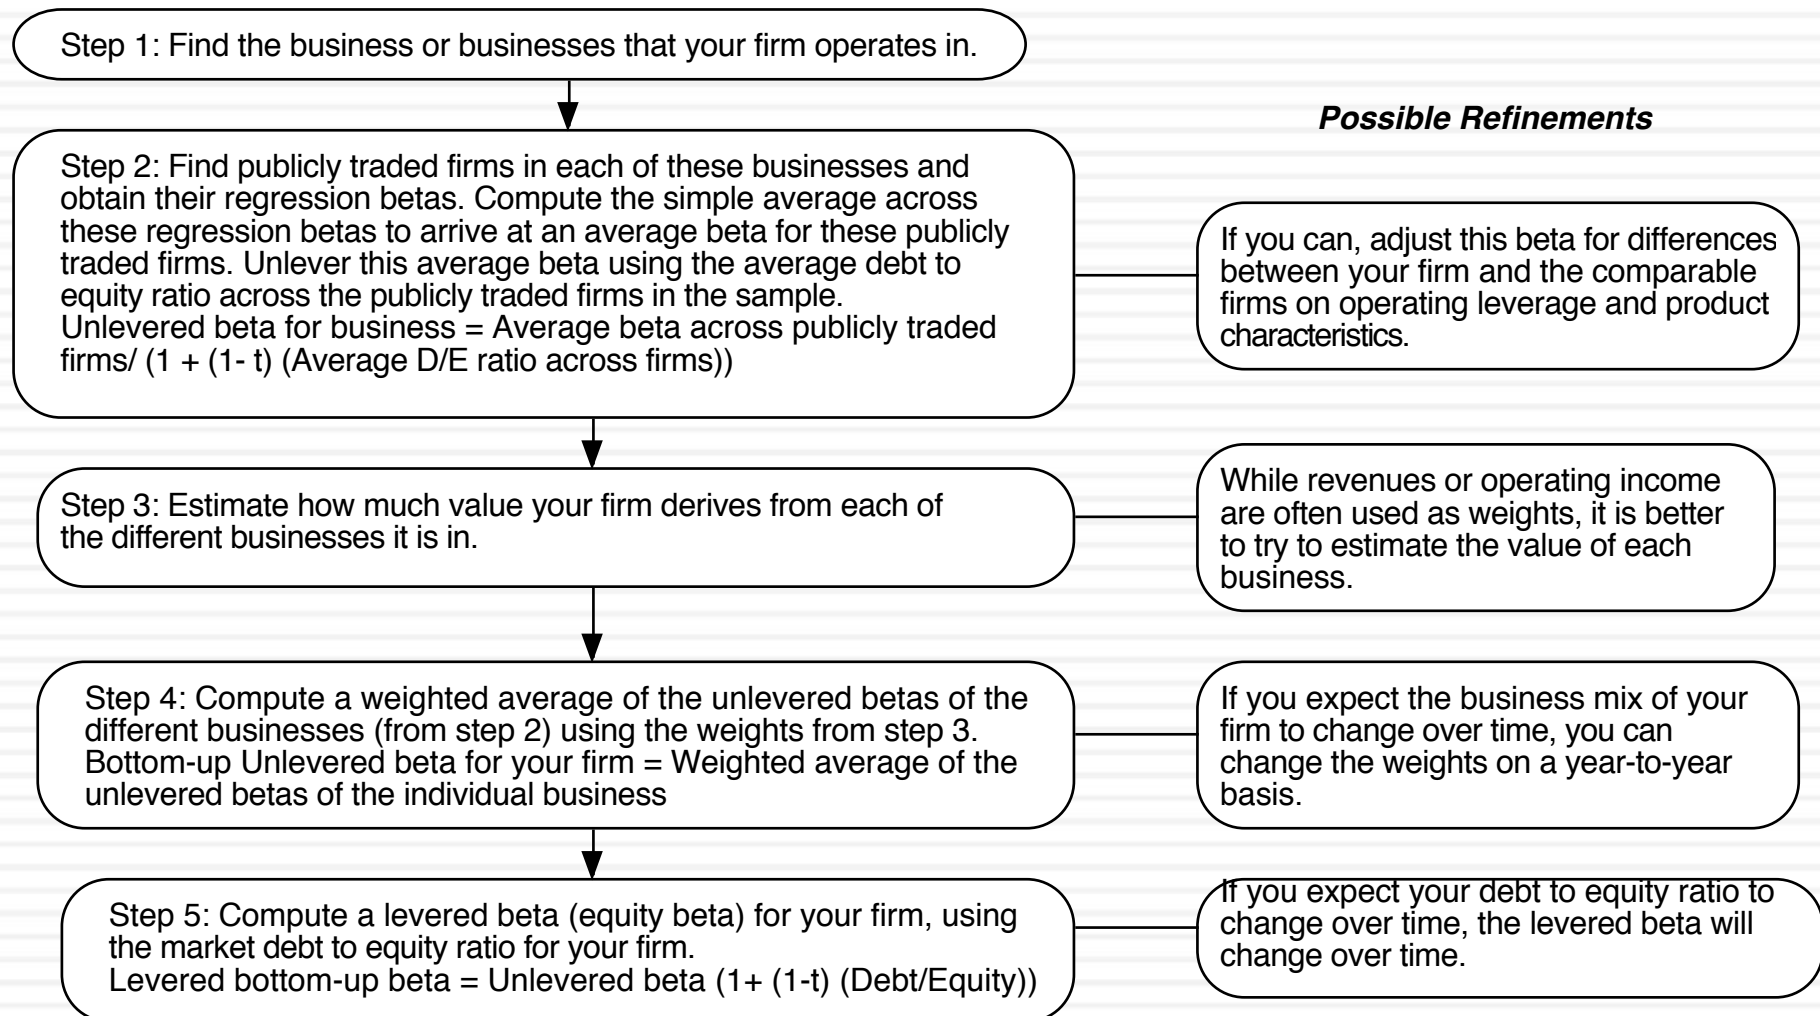 Step 1: Find the business or businesses that your firm operates in.
Possible Refinements
Step 2: Find publicly traded firms in each of these businesses and
obtain their regression betas. Compute the simple average across
these regression betas to arrive at an average beta for these publicly
traded firms. Unlever this average beta using the average debt to
equity ratio across the publicly traded firms in the sample.
Unlevered beta for business = Average beta across publicly traded
firms/ (1 + (1- t) (Average D/E ratio across firms))
If you can, adjust this beta for differences
between your firm and the comparable
firms on operating leverage and product
characteristics.
Step 3: Estimate how much value your firm derives from each of
the different businesses it is in.
While revenues or operating income
are often used as weights, it is better
to try to estimate the value of each
business.
Step 4: Compute a weighted average of the unlevered betas of the
different businesses (from step 2) using the weights from step 3.
Bottom-up Unlevered beta for your firm = Weighted average of the
unlevered betas of the individual business
If you expect the business mix of your
firm to change over time, you can
change the weights on a year-to-year
basis.
Step 5: Compute a levered beta (equity beta) for your firm, using
the market debt to equity ratio for your firm.
Levered bottom-up beta = Unlevered beta (1+ (1-t) (Debt/Equity))
If you expect your debt to equity ratio to
change over time, the levered beta will
change over time.